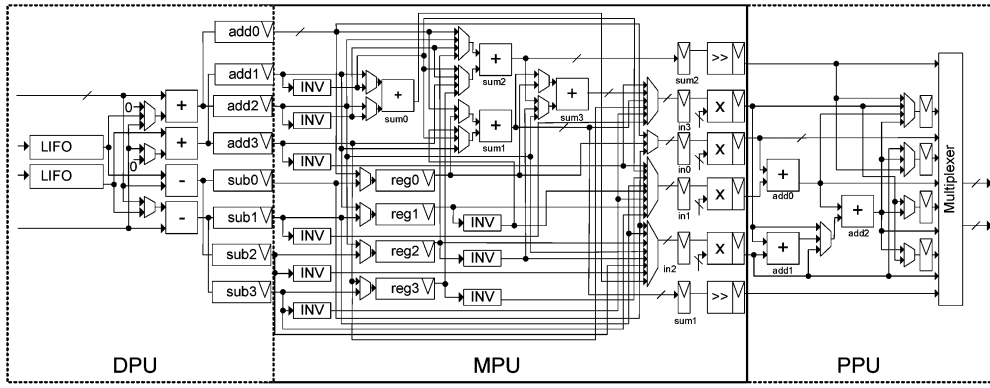 add0
add1
add2
add3
sub0
sub1
sub2
sub3
0
0
+
+
-
-
LIFO
LIFO
INV
INV
INV
INV
INV
INV
INV
INV
INV
INV
reg0
reg1
reg2
reg3
+
sum0
+
sum2
+
sum1
+
sum3
sum2
in3
in0
in1
in2
sum1
>>
X
X
X
X
>>
+
add0
+
add1
+
add2
Multiplexer
DPU
MPU
PPU